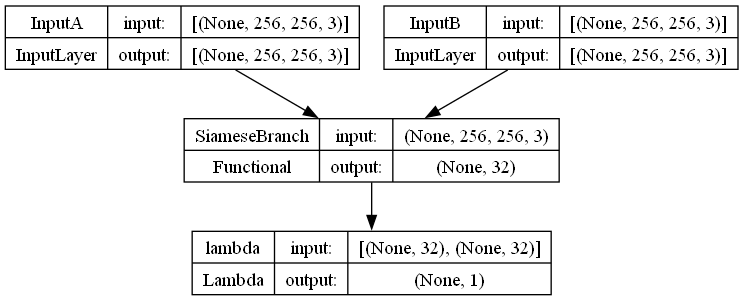 InputA input: [(None, 256, 256, 3)]
InputLayer output: [(None, 256, 256, 3)]
InputB input: [(None, 256, 256, 3)]
InputLayer output: [(None, 256, 256, 3)]
SiameseBranch input: (None, 256, 256, 3)
Functional output: (None, 32)
lambda input: [(None, 32), (None, 32)]
Lambda output: (None, 1)